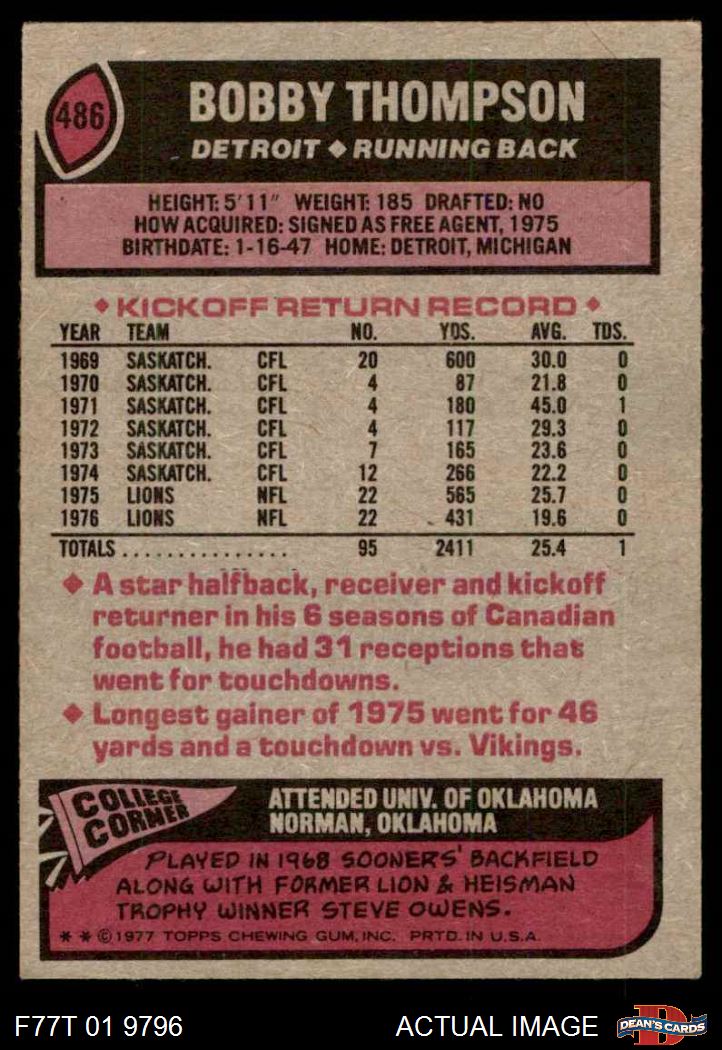 486
BOBBY THOMPSON
DETROIT ◆ RUNNING BACK
HEIGHT: 5'11" WEIGHT: 185 DRAFTED: NO
HOW ACQUIRED: SIGNED AS FREE AGENT, 1975
BIRTHDATE: 1-16-47 HOME: DETROIT, MICHIGAN
◆ KICKOFF RETURN RECORD ◆
YEAR TEAM NO. YDS. AVG. TDS.
1969 SASKATCH. CFL 20 600 30.0 0
1970 SASKATCH. CFL 4 87 21.8 0
1971 SASKATCH. CFL 4 180 45.0 1
1972 SASKATCH. CFL 4 117 29.3 0
1973 SASKATCH. CFL 7 165 23.6 0
1974 SASKATCH. CFL 12 266 22.2 0
1975 LIONS NFL 22 565 25.7 0
1976 LIONS NFL 22 431 19.6 0
TOTALS ............... 95 2411 25.4 1
◆ A star halfback, receiver and kickoff
returner in his 6 seasons of Canadian
football, he had 31 receptions that
went for touchdowns.
◆ Longest gainer of 1975 went for 46
yards and a touchdown vs. Vikings.
COLLEGE
CORNER
ATTENDED UNIV. OF OKLAHOMA
NORMAN, OKLAHOMA
PLAYED IN 1968 SOONERS' BACKFIELD
ALONG WITH FORMER LION & HEISMAN
TROPHY WINNER STEVE OWENS.
* * © 1977 TOPPS CHEWING GUM, INC. PRTD. IN U.S.A.
F77T 01 9796 ACTUAL IMAGE
D
DEAN'S CARDS